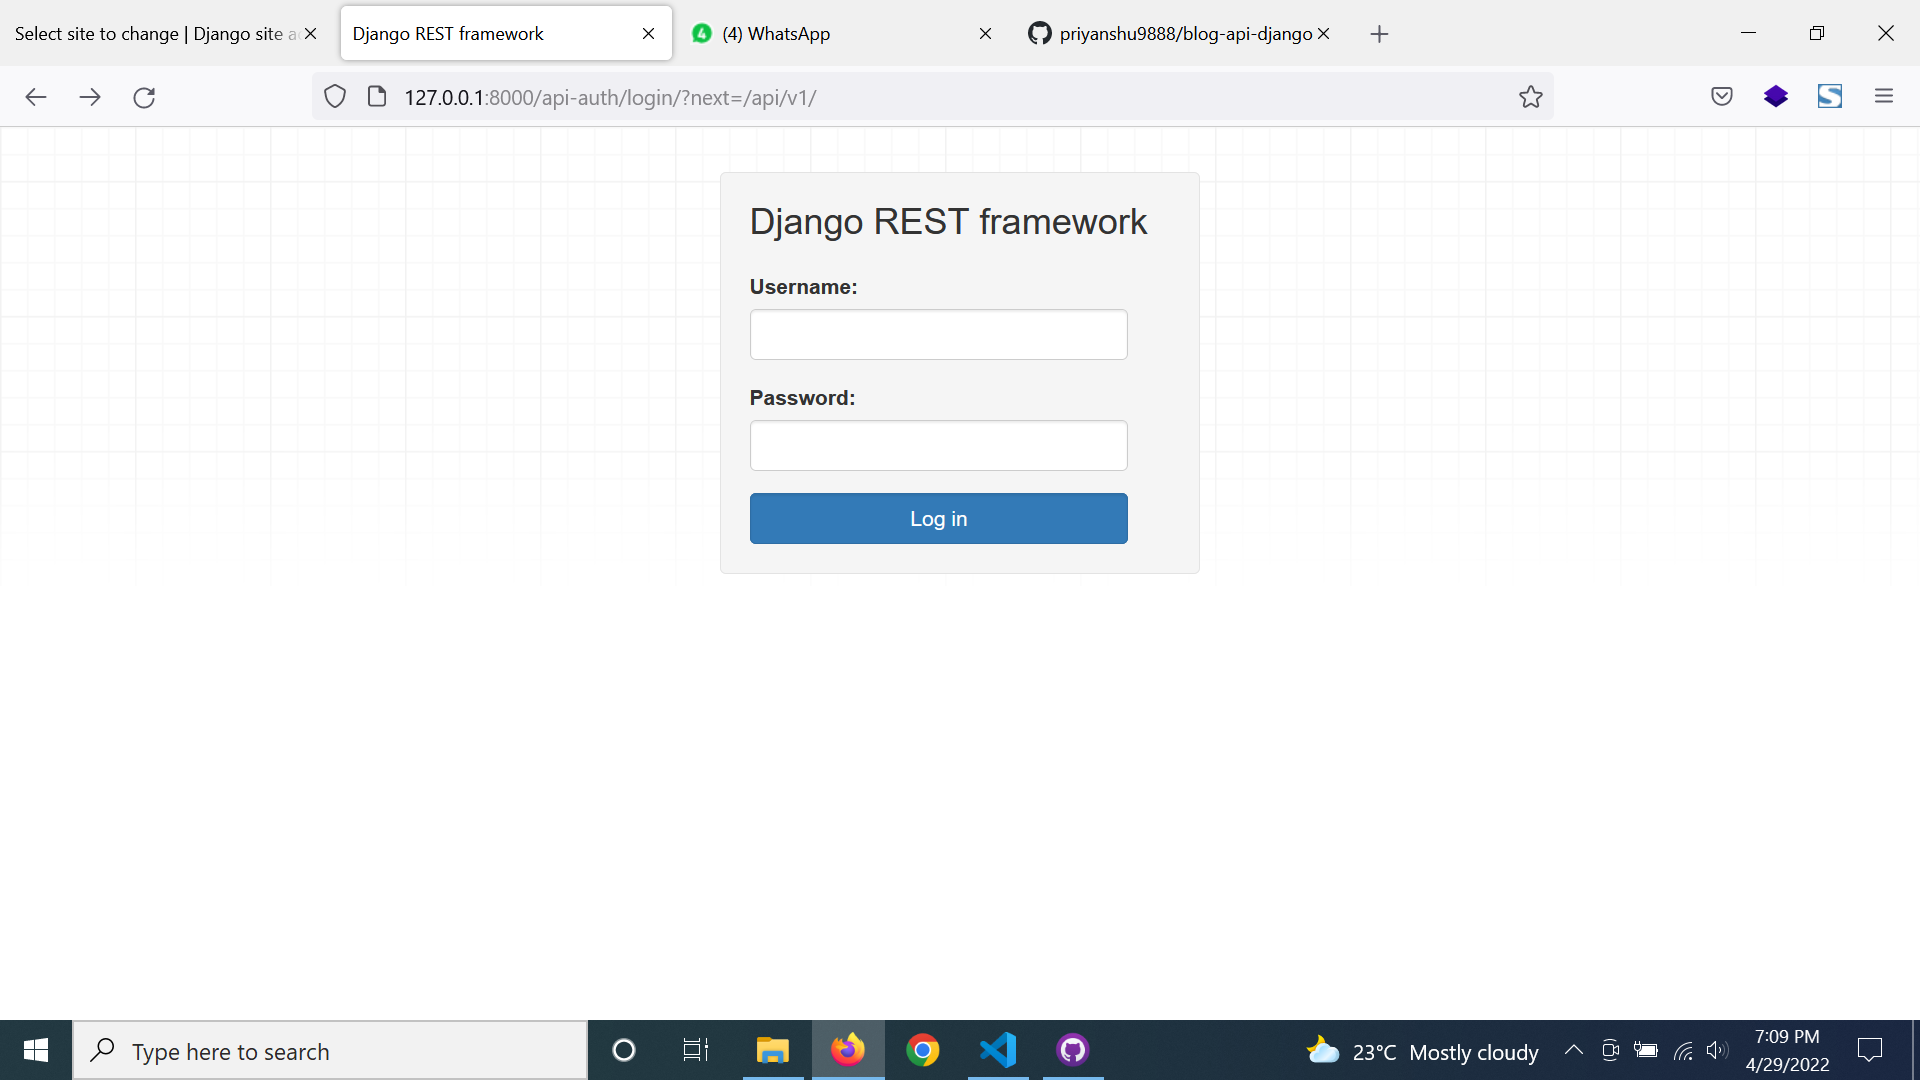 Select site to change | Django site a
Django REST framework
(4) WhatsApp
priyanshu9888/blog-api-django
127.0.0.1:8000/api-auth/login/?next=/api/v1/
Django REST framework
Username:
Password:
Log in
Type here to search
23°C Mostly cloudy
7:09 PM
4/29/2022